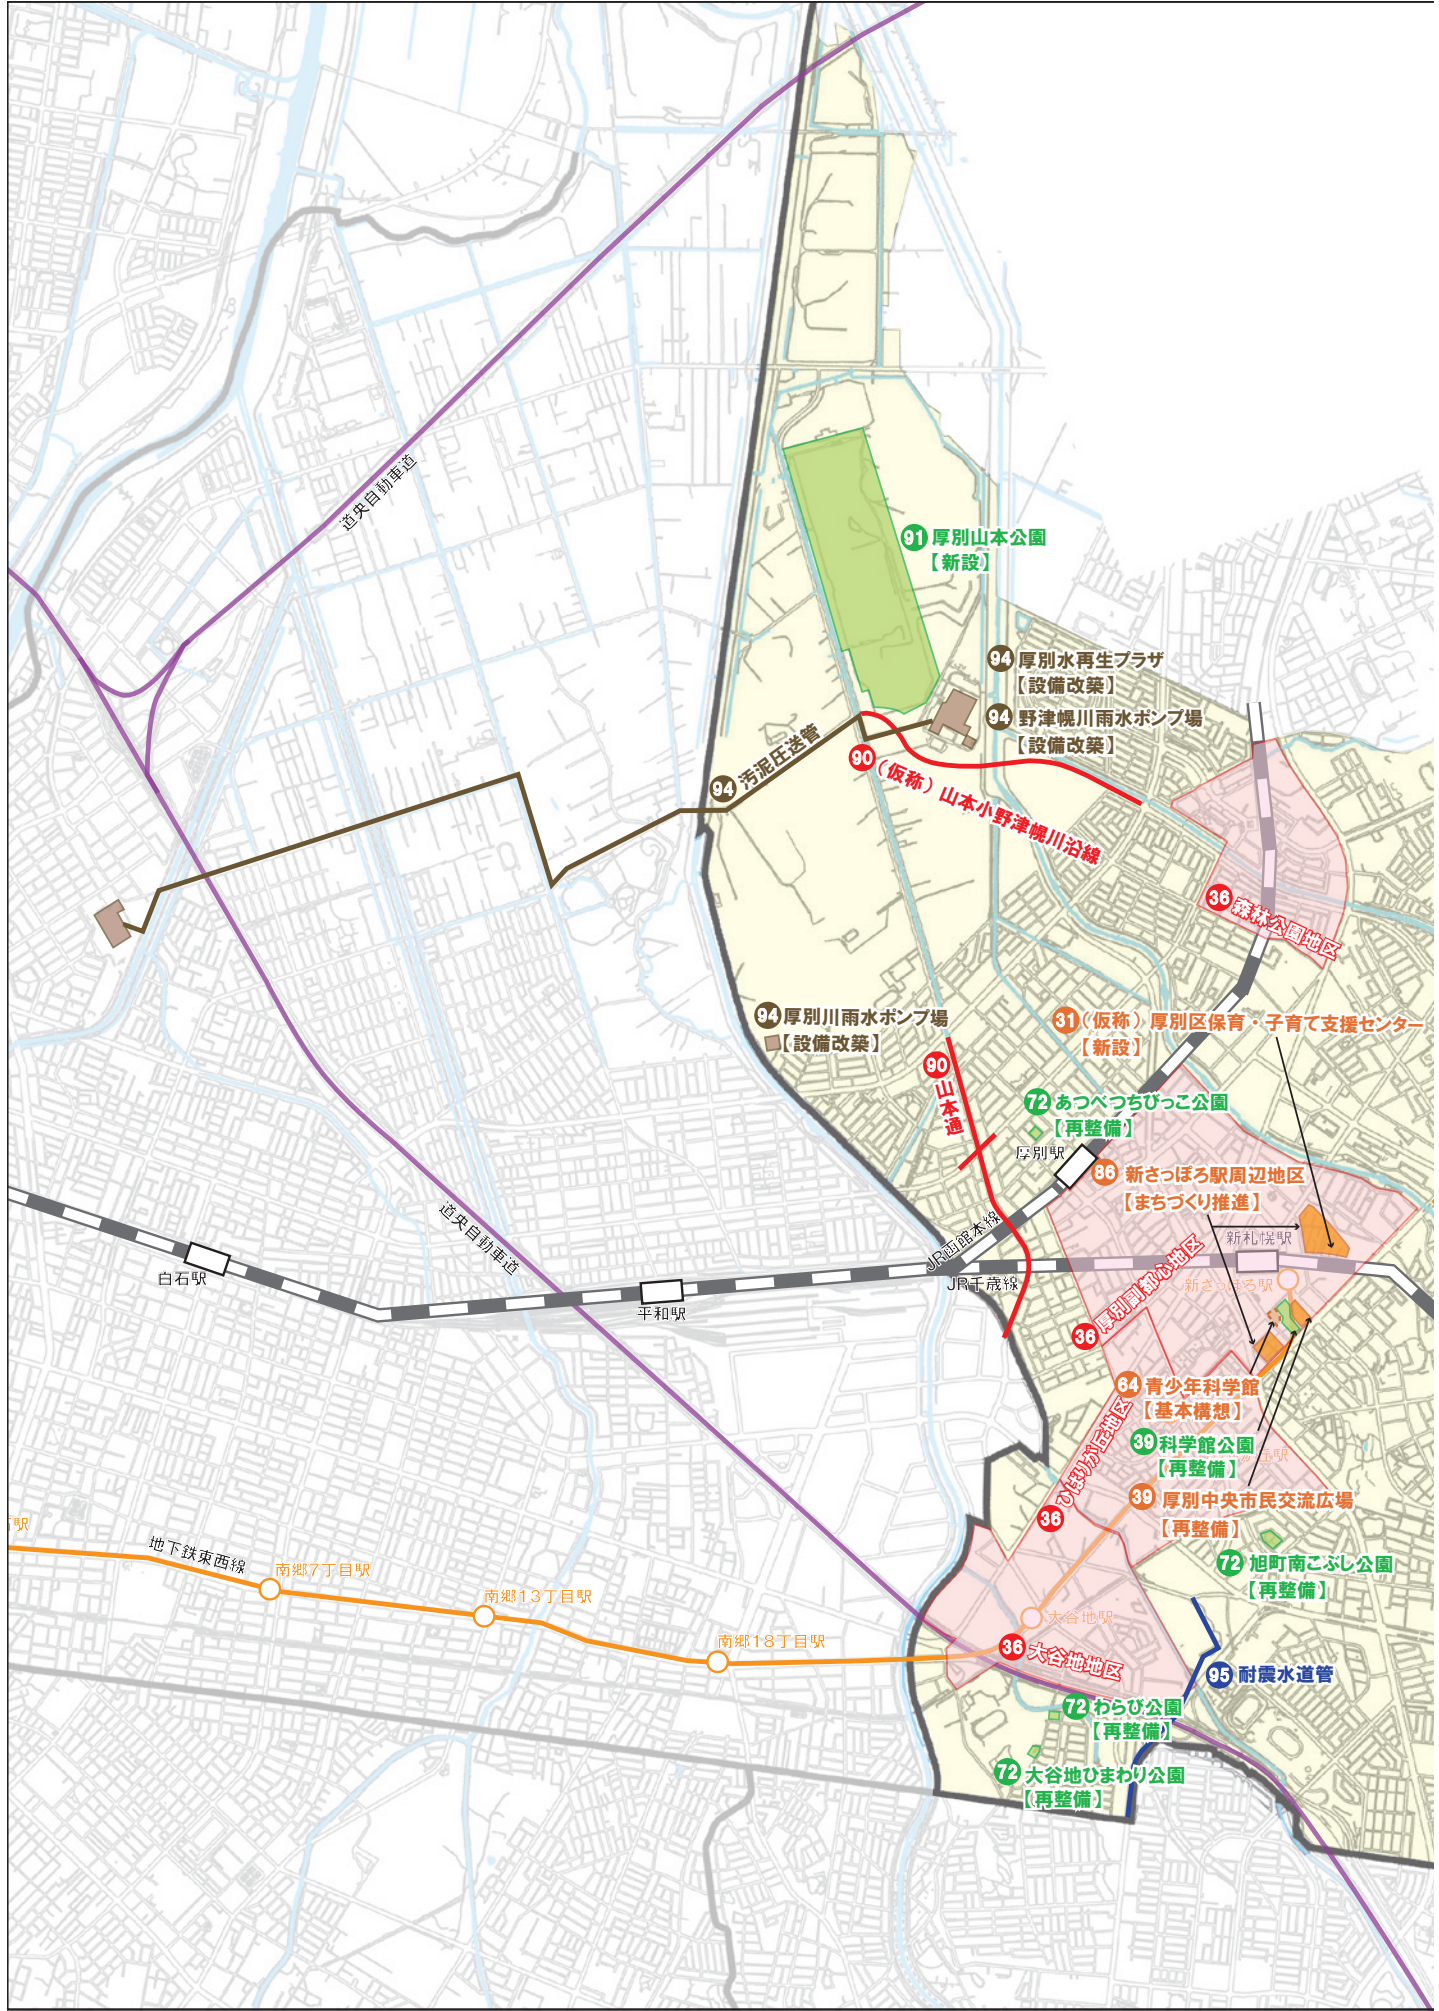 道央自動車道
91 厚別山本公園
【新設】
94 厚別水再生プラザ
【設備改築】
94 野津幌川雨水ポンプ場
【設備改築】
94 汚泥圧送管
90 （仮称）山本小野津幌川沿線
36 森林公園地区
94 厚別川雨水ポンプ場
【設備改築】
31 （仮称）厚別区保育・子育て支援センター
【新設】
90 山本通
72 あつべつちびっこ公園
【再整備】
厚別駅
86 新さっぽろ駅周辺地区
【まちづくり推進】
新札幌駅
新さっぽろ駅
JR函館本線
JR千歳線
道央自動車道
白石駅
平和駅
36 厚別副都心地区
64 青少年科学館
【基本構想】
39 科学館公園
【再整備】
36 ひばりが丘地区
39 厚別中央市民交流広場
【再整備】
72 旭町南こぶし公園
【再整備】
駅
地下鉄東西線
南郷7丁目駅
南郷13丁目駅
南郷18丁目駅
大谷地駅
36 大谷地地区
95 耐震水道管
72 わらび公園
【再整備】
72 大谷地ひまわり公園
【再整備】